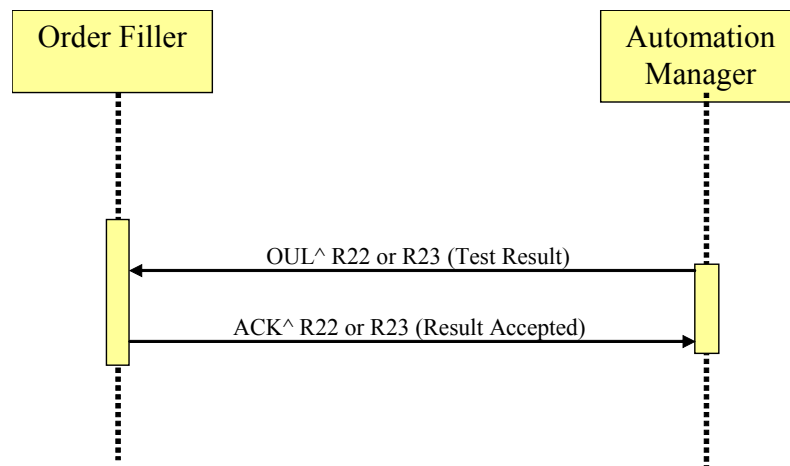 Order Filler
Automation
Manager
OUL^ R22 or R23 (Test Result)
ACK^ R22 or R23 (Result Accepted)